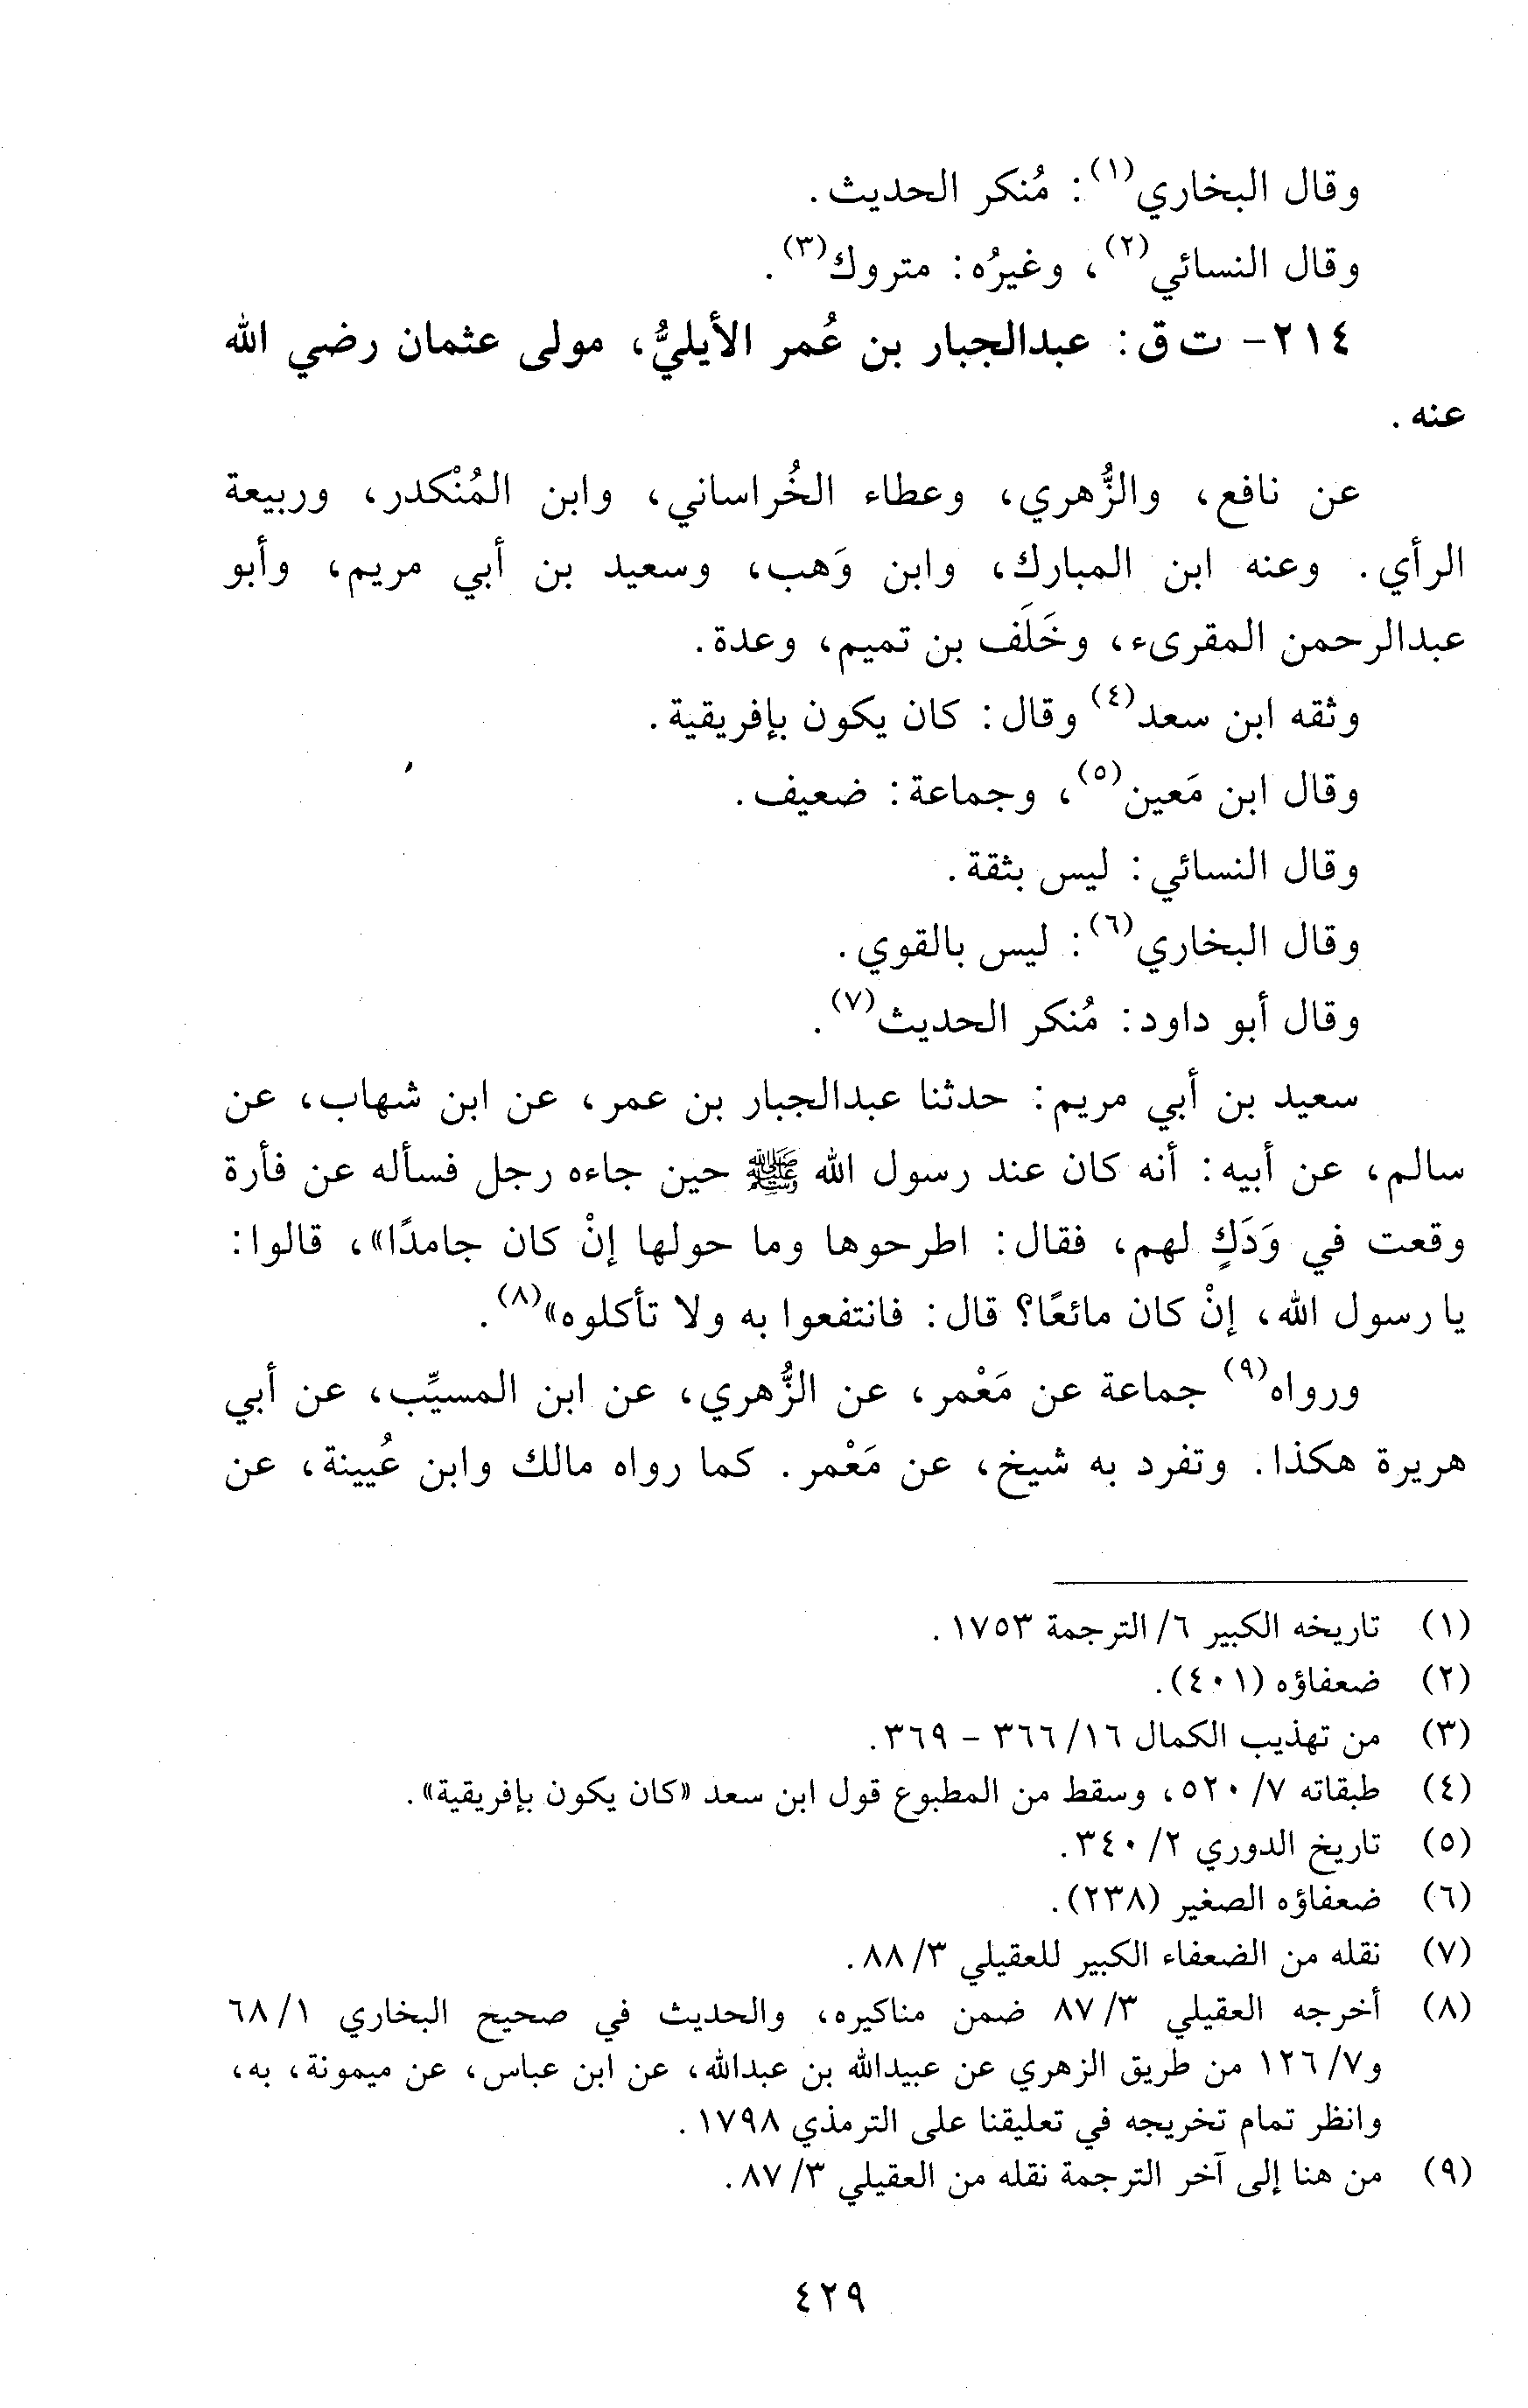 وقال البخاري(١): مُنكر الحديث.
وقال النسائي(٢)، وغيرُه: متروك(٣).
٢١٤- ت ق: عبدالجبار بن عُمر الأيليُّ، مولى عثمان رضي الله
عنه.
عن نافع، والزُّهري، وعطاء الخُراساني، وابن المُنْكدر، وربيعة
الرأي. وعنه ابن المبارك، وابن وَهب، وسعيد بن أبي مريم، وأبو
عبدالرحمن المقرىء، وخَلَف بن تميم، وعدة.
وثقه ابن سعد(٤) وقال: كان يكون بإفريقية.
وقال ابن مَعين(٥)، وجماعة: ضعيف.
وقال النسائي: ليس بثقة.
وقال البخاري(٦): ليس بالقوي.
وقال أبو داود: مُنكر الحديث(٧).
سعيد بن أبي مريم: حدثنا عبدالجبار بن عمر، عن ابن شهاب، عن
سالم، عن أبيه: أنه كان عند رسول الله ﷺ حين جاءه رجل فسأله عن فأرة
وقعت في وَدَكٍ لهم، فقال: اطرحوها وما حولها إنْ كان جامدًا»، قالوا:
يا رسول الله، إنْ كان مائعًا؟ قال: فانتفعوا به ولا تأكلوه»(٨).
ورواه(٩) جماعة عن مَعْمر، عن الزُّهري، عن ابن المسيِّب، عن أبي
هريرة هكذا. وتفرد به شيخ، عن مَعْمر. كما رواه مالك وابن عُيينة، عن
(١) تاريخه الكبير ٦/ الترجمة ١٧٥٣.
(٢) ضعفاؤه (٤٠١).
(٣) من تهذيب الكمال ١٦/ ٣٦٦ - ٣٦٩.
(٤) طبقاته ٧/ ٥٢٠، وسقط من المطبوع قول ابن سعد «كان يكون بإفريقية».
(٥) تاريخ الدوري ٢/ ٣٤٠.
(٦) ضعفاؤه الصغير (٢٣٨).
(٧) نقله من الضعفاء الكبير للعقيلي ٣/ ٨٨.
(٨) أخرجه العقيلي ٣/ ٨٧ ضمن مناكيره، والحديث في صحيح البخاري ١/ ٦٨
و٧/ ١٢٦ من طريق الزهري عن عبيدالله بن عبدالله، عن ابن عباس، عن ميمونة، به،
وانظر تمام تخريجه في تعليقنا على الترمذي ١٧٩٨.
(٩) من هنا إلى آخر الترجمة نقله من العقيلي ٣/ ٨٧.
٤٢٩